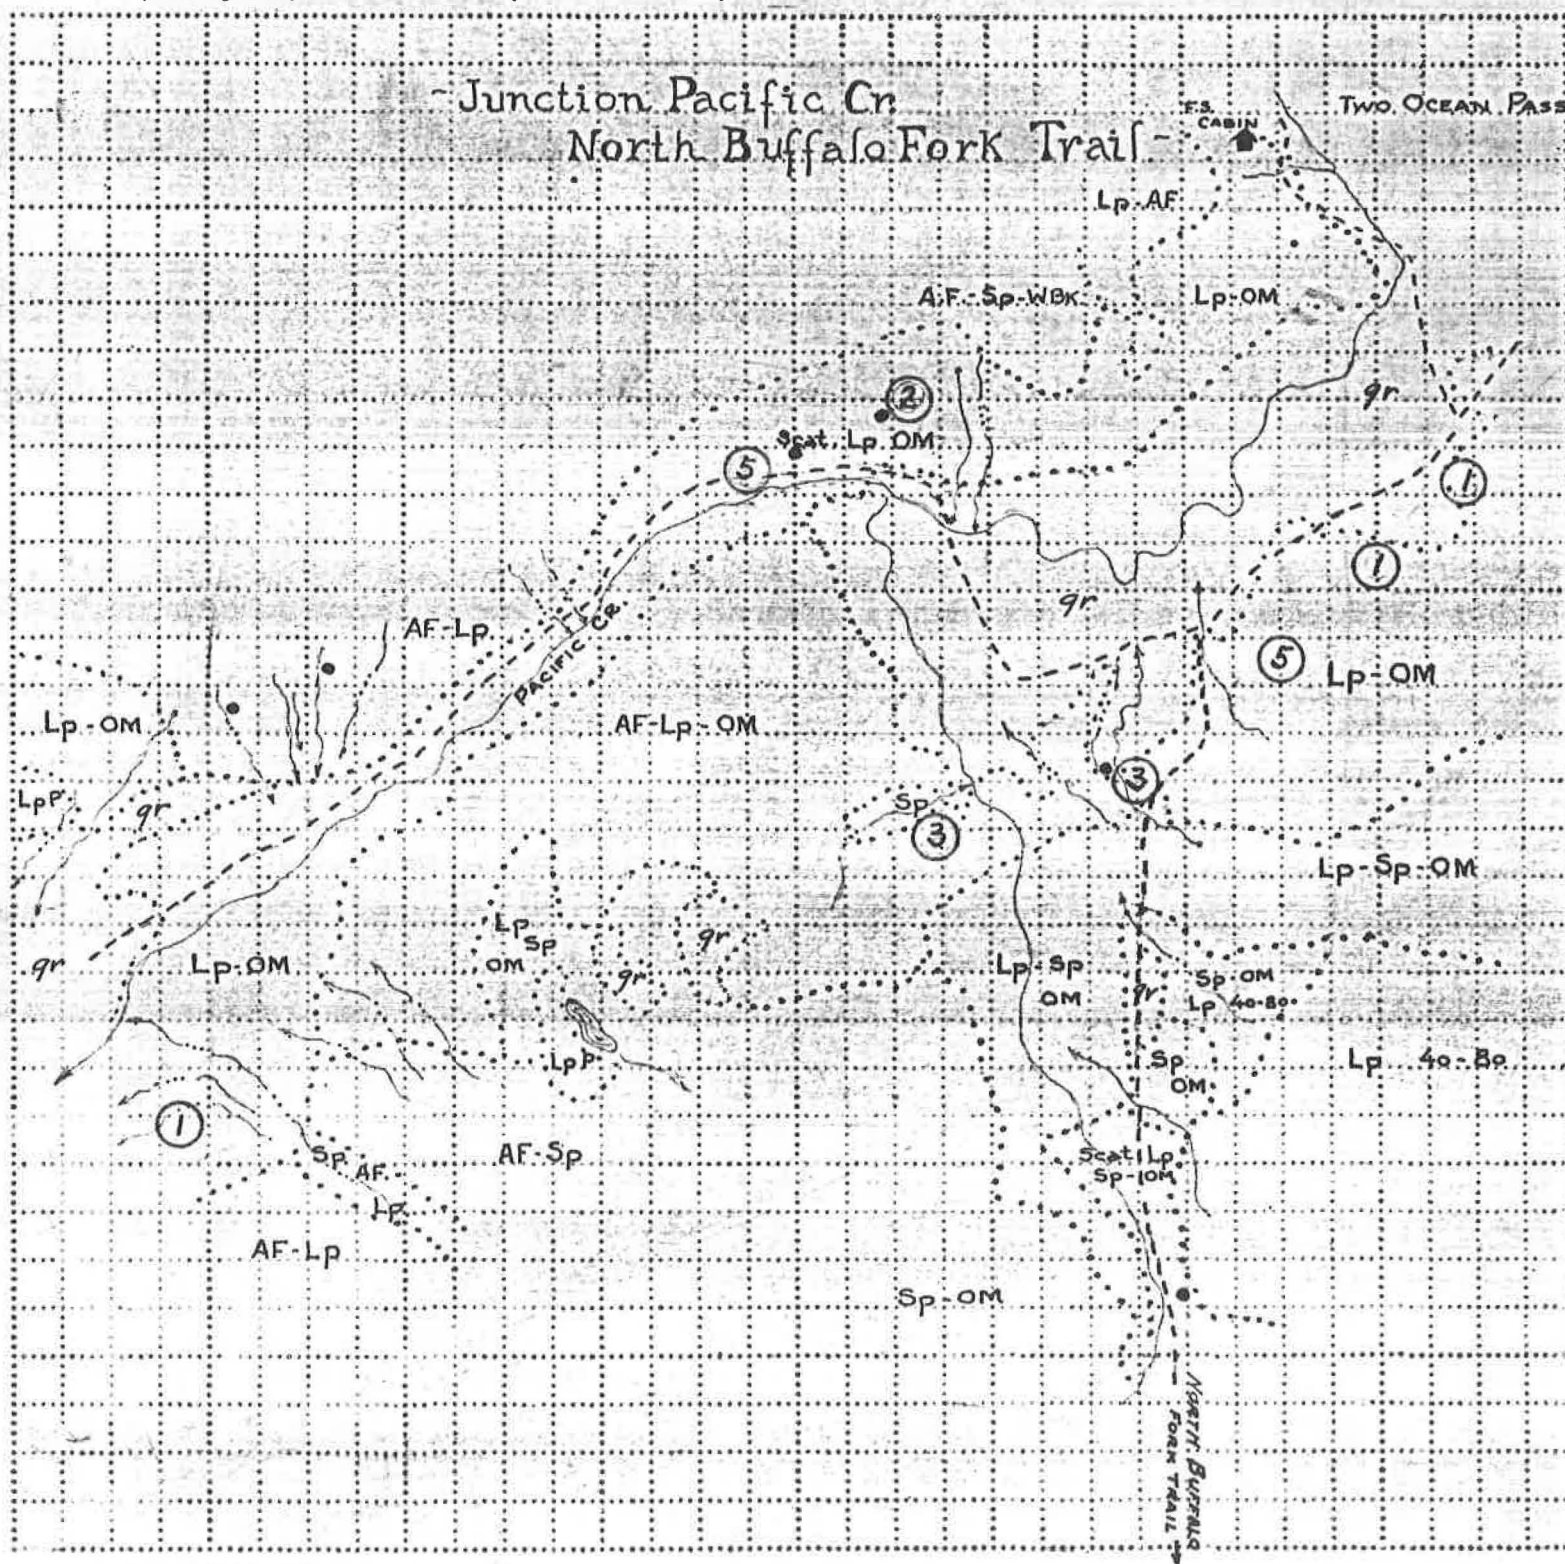 - Junction Pacific Cr.
North Buffalo Fork Trail -
F.S.
CABIN
TWO OCEAN PASS
Lp-AF
A.F.-Sp-WBK
Lp-OM
gr
2
Scat. Lp OM
5
1
1
gr
5
Lp-OM
AF-Lp
PACIFIC CR
Lp-OM
AF-Lp-OM
3
LpP
gr
Sp
3
Lp-Sp-OM
Lp
Sp
OM
gr
gr
gr
Lp-OM
Lp-Sp
OM
gr
Sp-OM
Lp 40-80
Lp P
Sp
OM
Lp 40-80
1
Sp
AF
Lp
AF-Sp
Scat Lp
Sp-OM
AF-Lp
Sp-OM
NORTH BUFFALO
FORK TRAIL